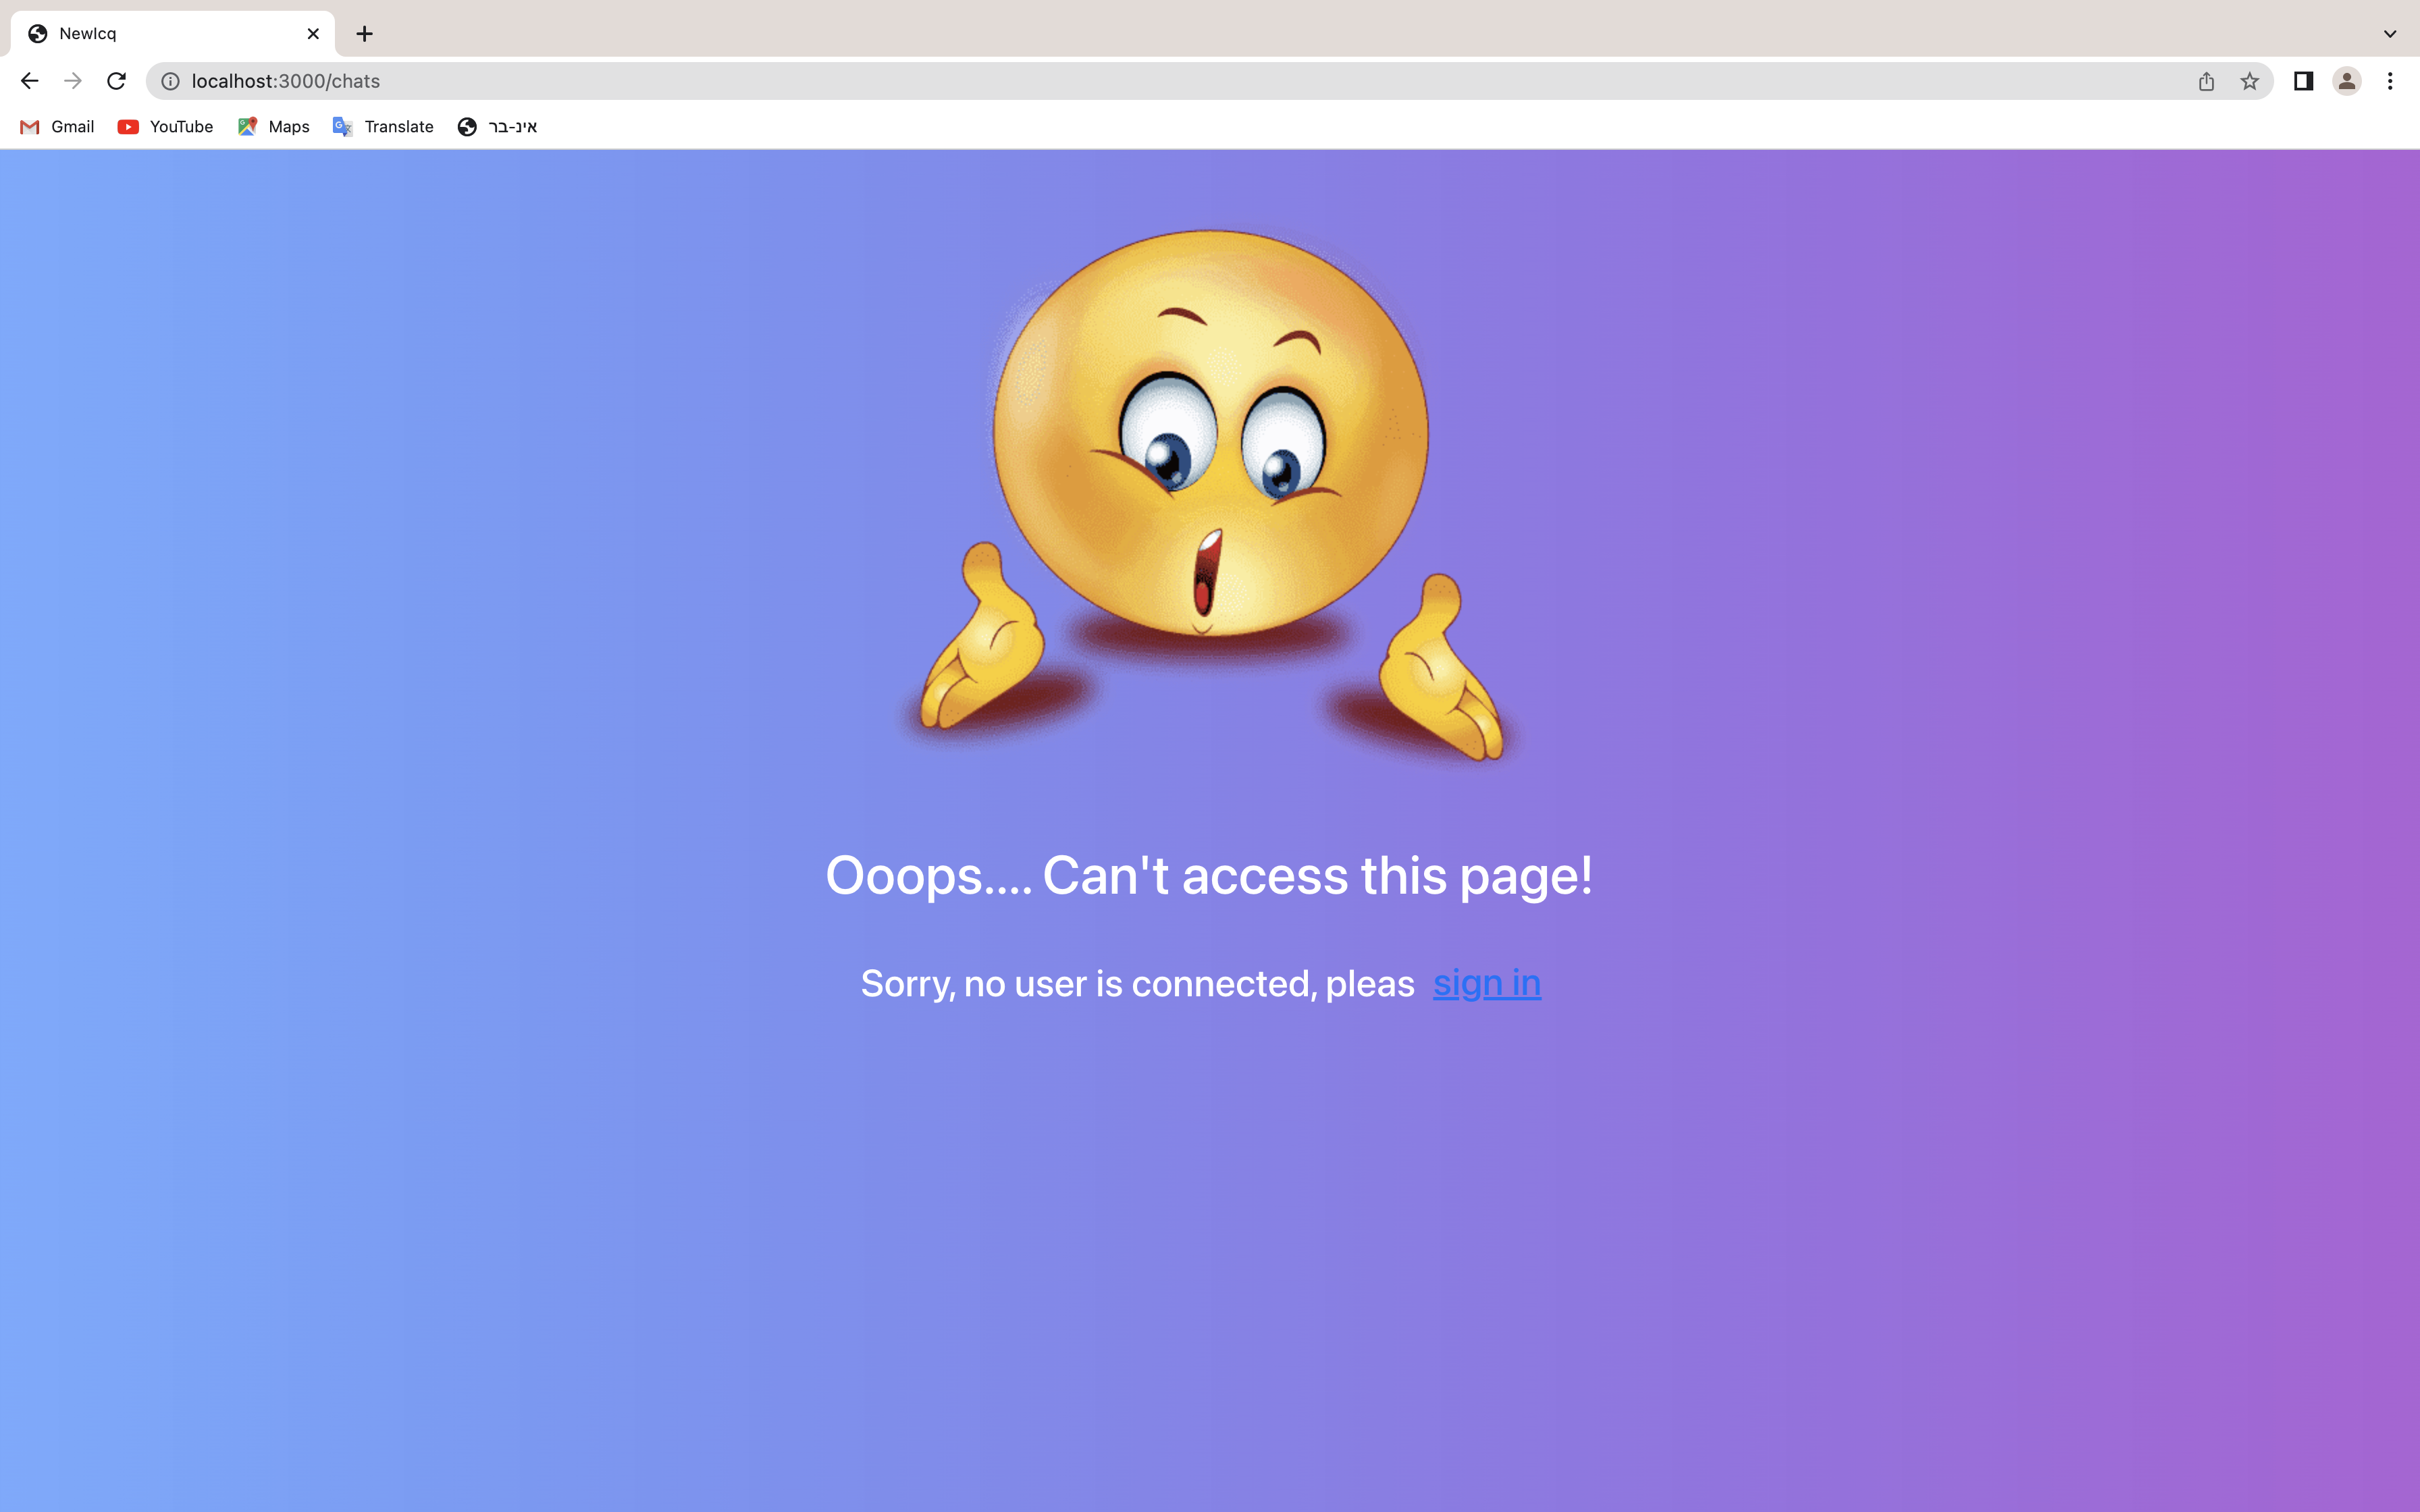 NewIcq
localhost:3000/chats
Gmail YouTube Maps Translate אינ-בר
Ooops.... Can't access this page!
Sorry, no user is connected, pleas sign in